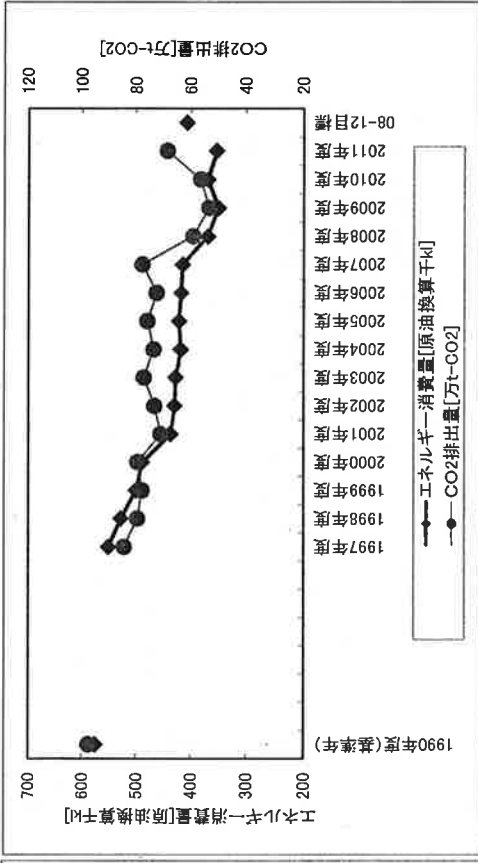 エネルギー消費量[原油換算千kl]
700
600
500
400
300
200
CO2排出量[万t-CO2]
120
100
80
60
40
20
1990年度(基準年)
1997年度
1998年度
1999年度
2000年度
2001年度
2002年度
2003年度
2004年度
2005年度
2006年度
2007年度
2008年度
2009年度
2010年度
2011年度
08-12目標
エネルギー消費量[原油換算千kl]
CO2排出量[万t-CO2]